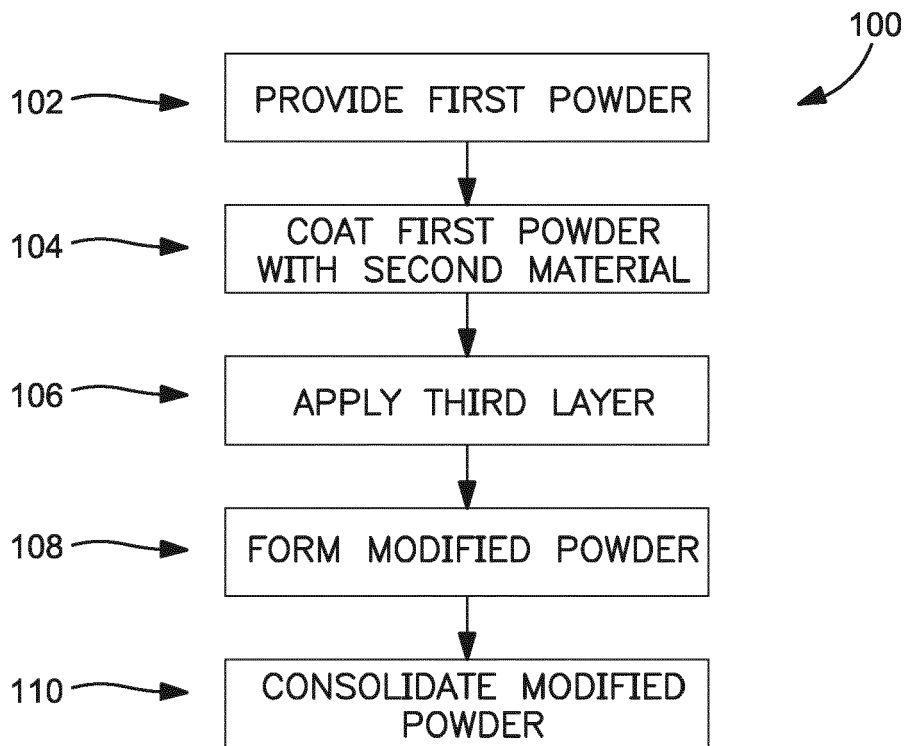 100
102
PROVIDE FIRST POWDER
104
COAT FIRST POWDER
WITH SECOND MATERIAL
106
APPLY THIRD LAYER
108
FORM MODIFIED POWDER
110
CONSOLIDATE MODIFIED
POWDER